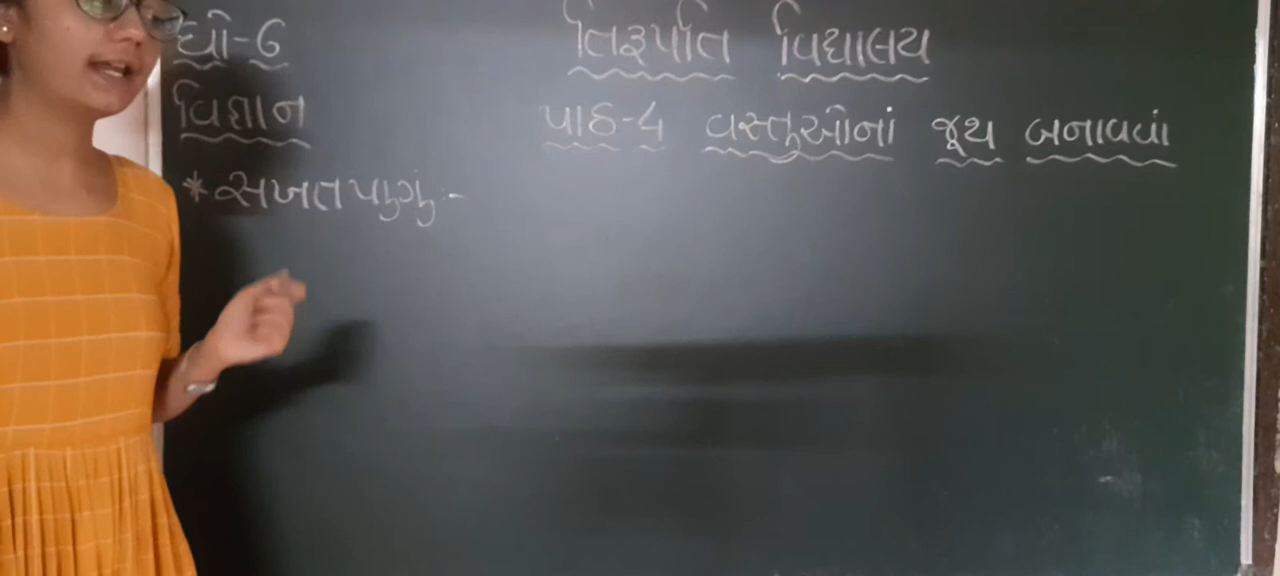 ધો-6
તિરૂપતિ વિદ્યાલય
વિજ્ઞાન
પાઠ-4 વસ્તુઓનાં જૂથ બનાવવાં
*સખતપણું:-